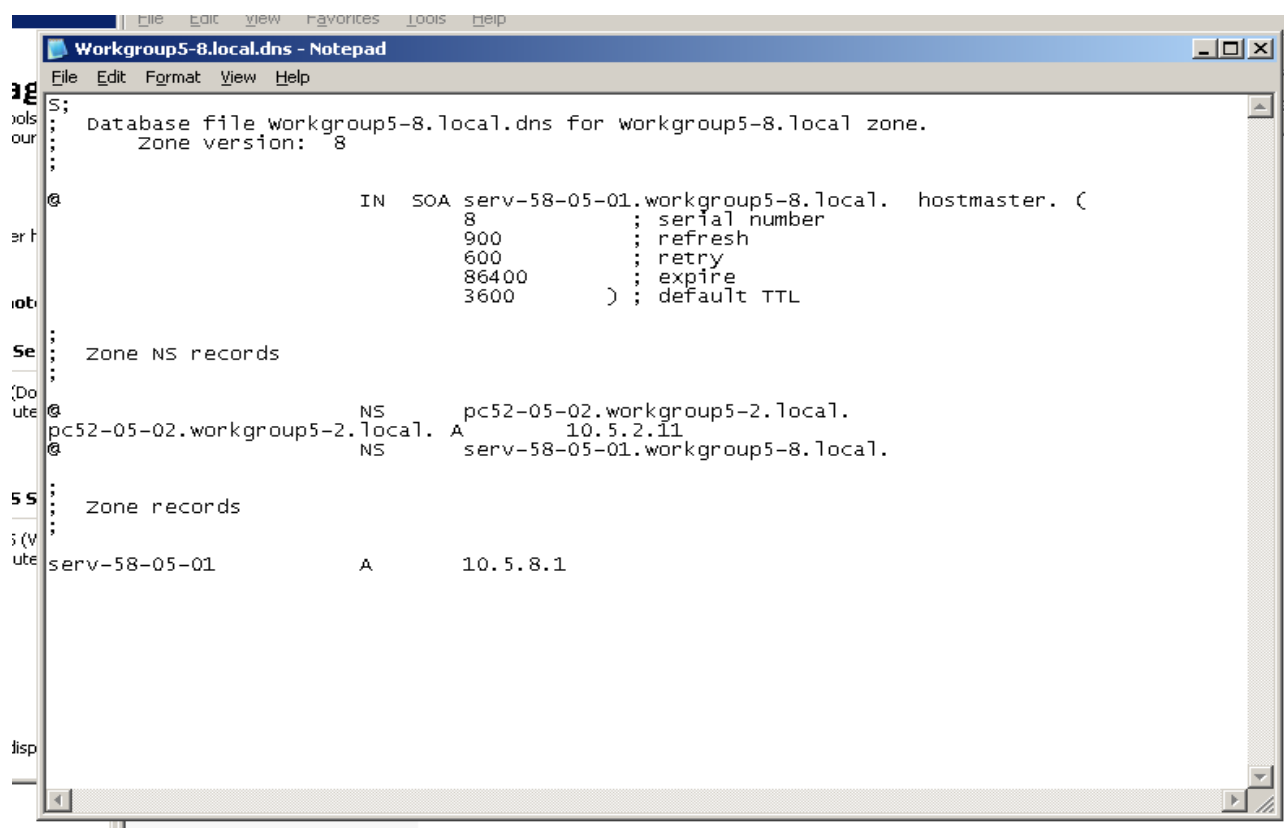 File Edit View Favorites Tools Help
Workgroup5-8.local.dns - Notepad
File Edit Format View Help
S;
;  Database file Workgroup5-8.local.dns for Workgroup5-8.local zone.
;      Zone version:  8
;
@                       IN  SOA serv-58-05-01.workgroup5-8.local.  hostmaster. (
                                8            ; serial number
                                900          ; refresh
                                600          ; retry
                                86400        ; expire
                                3600       ) ; default TTL
;
;  Zone NS records
;
@                       NS      pc52-05-02.workgroup5-2.local.
pc52-05-02.workgroup5-2.local. A        10.5.2.11
@                       NS      serv-58-05-01.workgroup5-8.local.
;
;  Zone records
;
serv-58-05-01           A       10.5.8.1